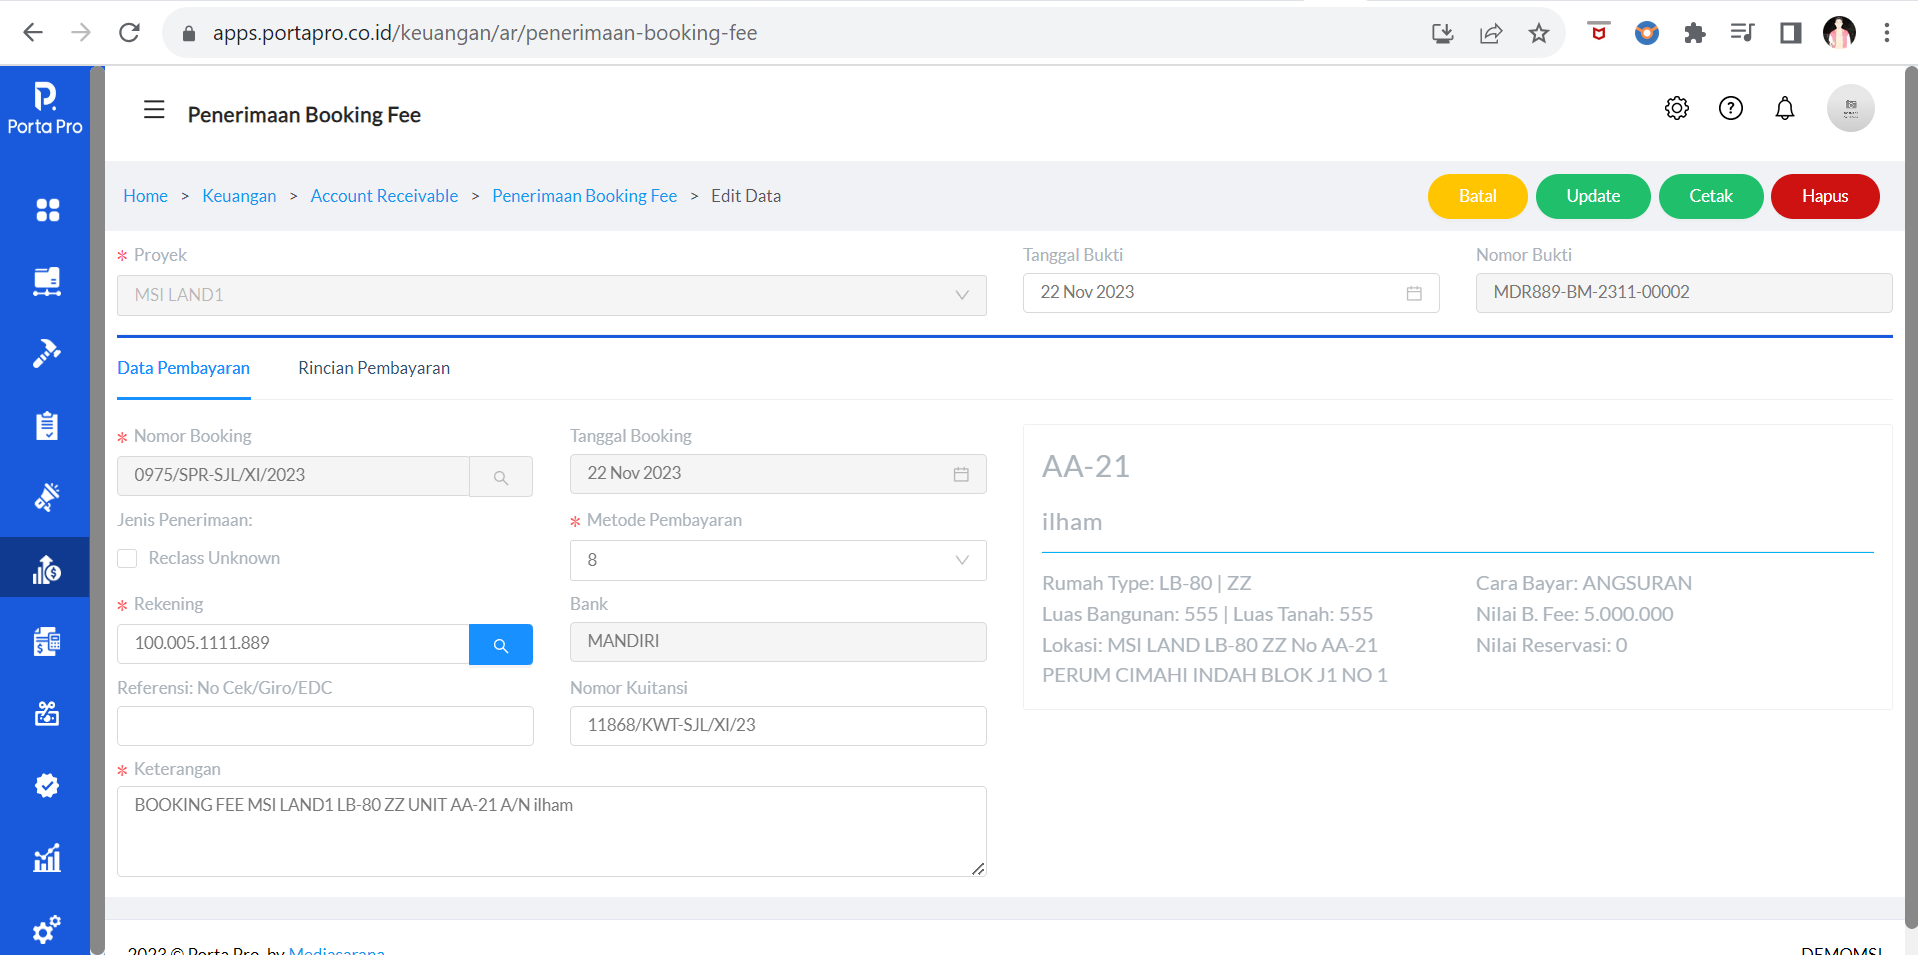 apps.portapro.co.id/keuangan/ar/penerimaan-booking-fee
Porta Pro
Penerimaan Booking Fee
Home > Keuangan > Account Receivable > Penerimaan Booking Fee > Edit Data
Batal Update Cetak Hapus
* Proyek Tanggal Bukti Nomor Bukti
MSI LAND1 22 Nov 2023 MDR889-BM-2311-00002
Data Pembayaran Rincian Pembayaran
* Nomor Booking Tanggal Booking
0975/SPR-SJL/XI/2023 22 Nov 2023
Jenis Penerimaan: * Metode Pembayaran
Reclass Unknown 8
* Rekening Bank
100.005.1111.889 MANDIRI
Referensi: No Cek/Giro/EDC Nomor Kuitansi
11868/KWT-SJL/XI/23
* Keterangan
BOOKING FEE MSI LAND1 LB-80 ZZ UNIT AA-21 A/N ilham
AA-21
ilham
Rumah Type: LB-80 | ZZ Cara Bayar: ANGSURAN
Luas Bangunan: 555 | Luas Tanah: 555 Nilai B. Fee: 5.000.000
Lokasi: MSI LAND LB-80 ZZ No AA-21 Nilai Reservasi: 0
PERUM CIMAHI INDAH BLOK J1 NO 1
2023 © Porta Pro, by Mediasarana DEMOMSI